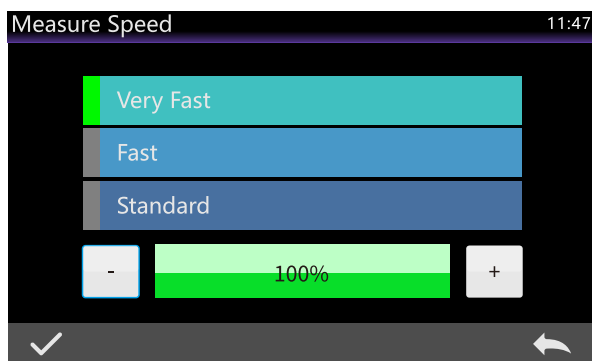 Measure Speed 11:47
Very Fast
Fast
Standard
- 100% +